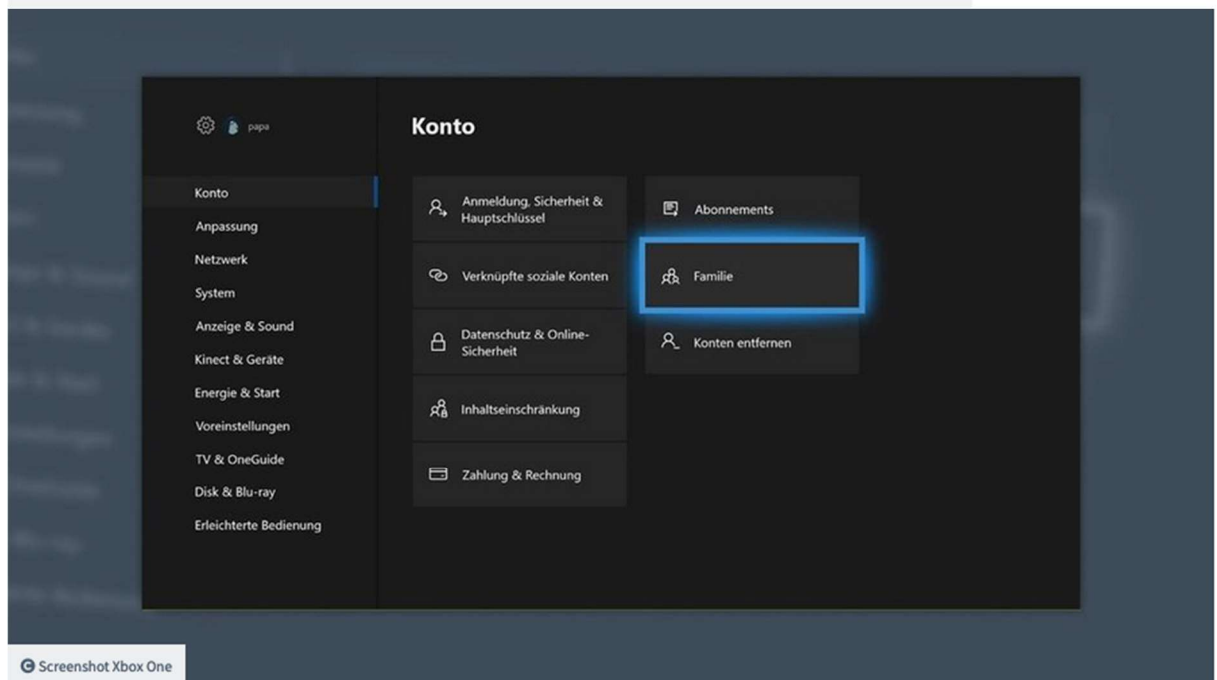 papa
Konto
Konto
Anpassung
Netzwerk
System
Anzeige & Sound
Kinect & Geräte
Energie & Start
Voreinstellungen
TV & OneGuide
Disk & Blu-ray
Erleichterte Bedienung
Anmeldung, Sicherheit &
Hauptschlüssel
Verknüpfte soziale Konten
Datenschutz & Online-
Sicherheit
Inhaltseinschränkung
Zahlung & Rechnung
Abonnements
Familie
Konten entfernen
Screenshot Xbox One